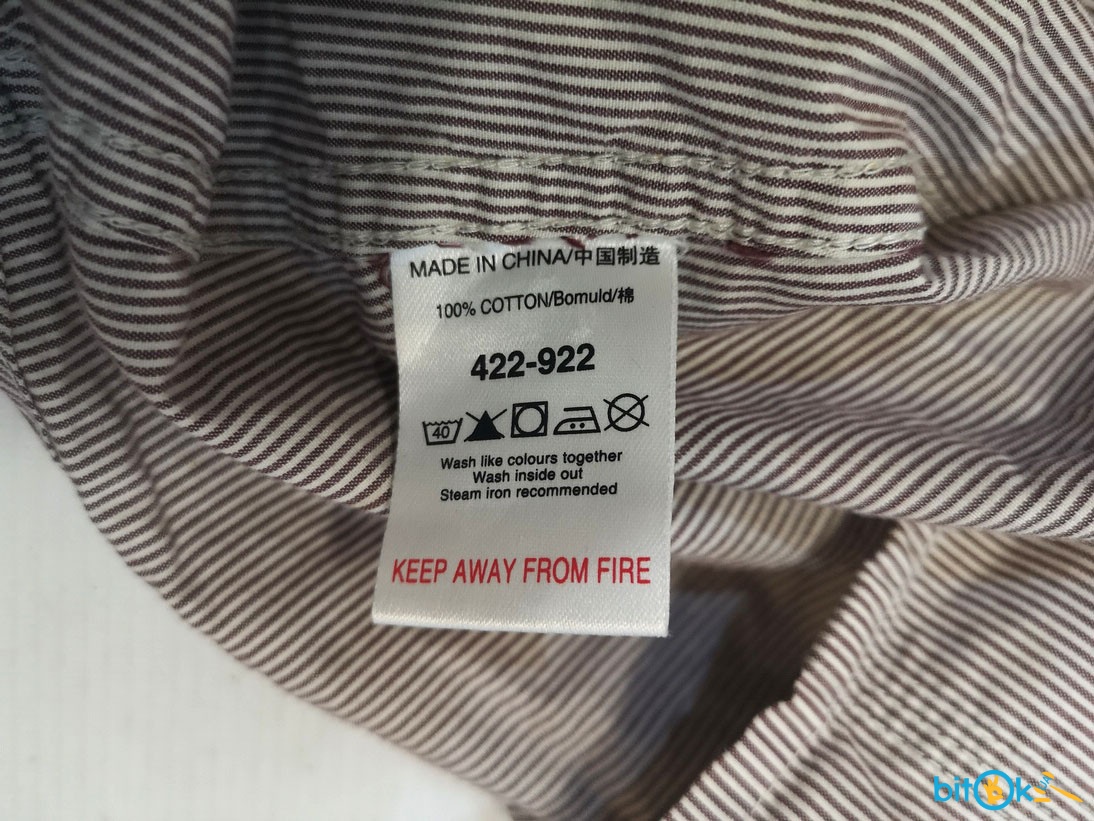 MADE IN CHINA/中国制造
100% COTTON/Bomuld/棉
422-922
40
Wash like colours together
Wash inside out
Steam iron recommended
KEEP AWAY FROM FIRE
bitOk